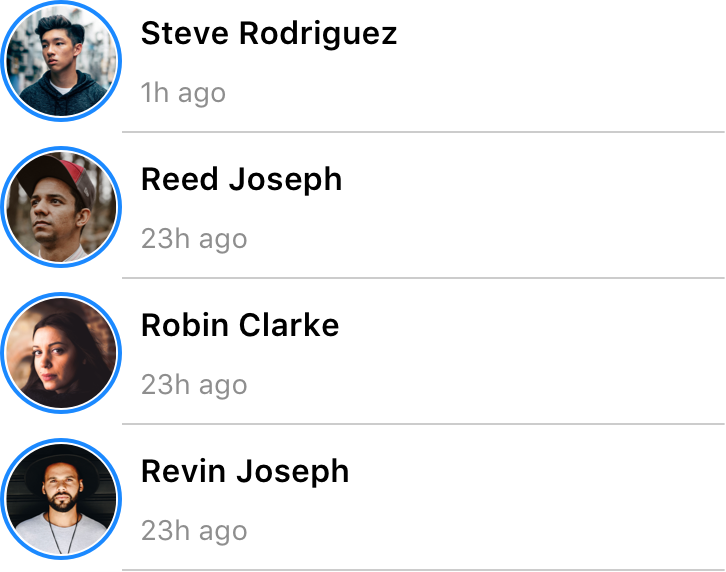 Steve Rodriguez
1h ago
Reed Joseph
23h ago
Robin Clarke
23h ago
Revin Joseph
23h ago